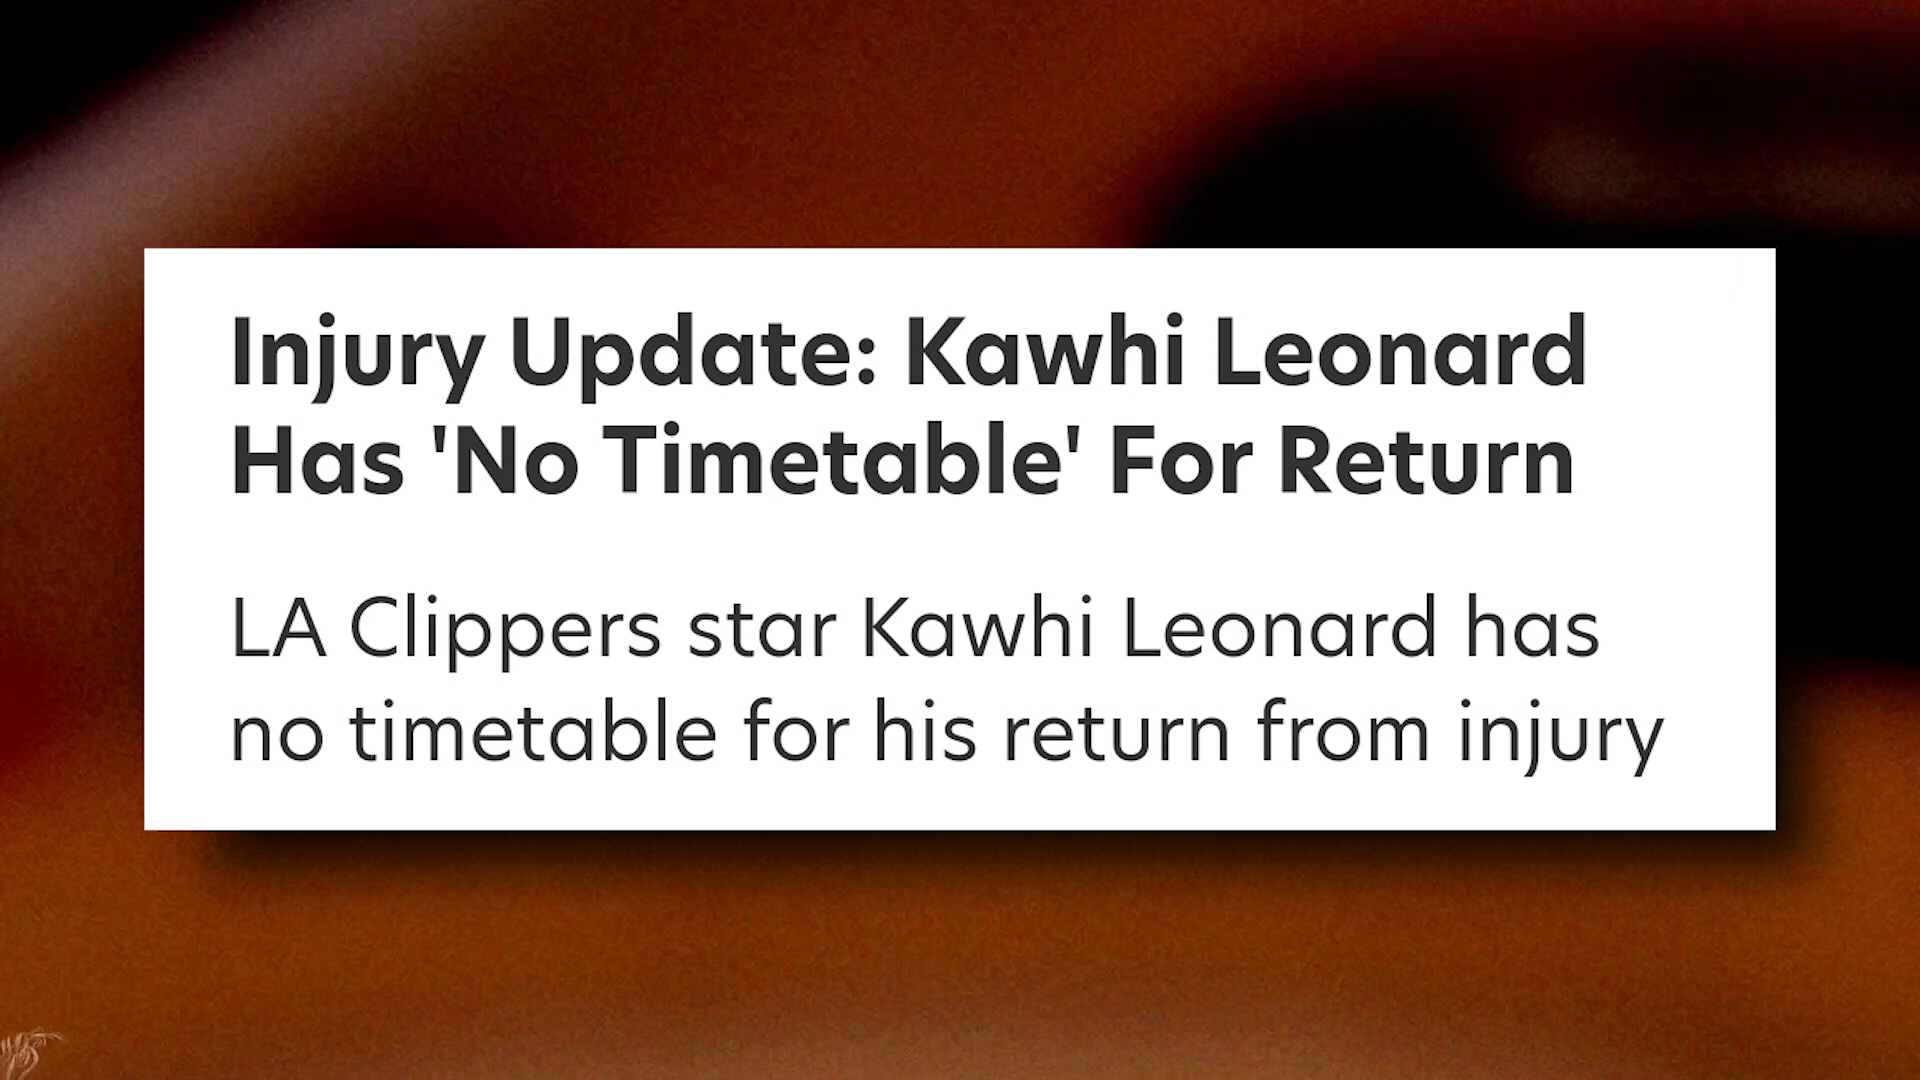 Injury Update: Kawhi Leonard
Has 'No Timetable' For Return
LA Clippers star Kawhi Leonard has
no timetable for his return from injury